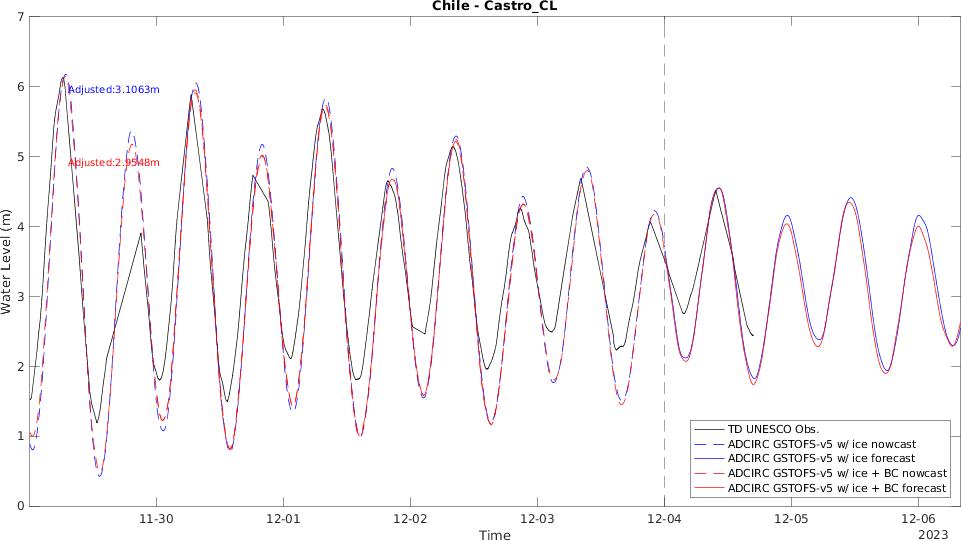 Chile - Castro_CL
7
6
5
4
3
2
1
0
Water Level (m)
Adjusted:3.1063m
Adjusted:2.9548m
TD UNESCO Obs.
ADCIRC GSTOFS-v5 w/ ice nowcast
ADCIRC GSTOFS-v5 w/ ice forecast
ADCIRC GSTOFS-v5 w/ ice + BC nowcast
ADCIRC GSTOFS-v5 w/ ice + BC forecast
11-30
12-01
12-02
12-03
12-04
12-05
12-06
Time
2023